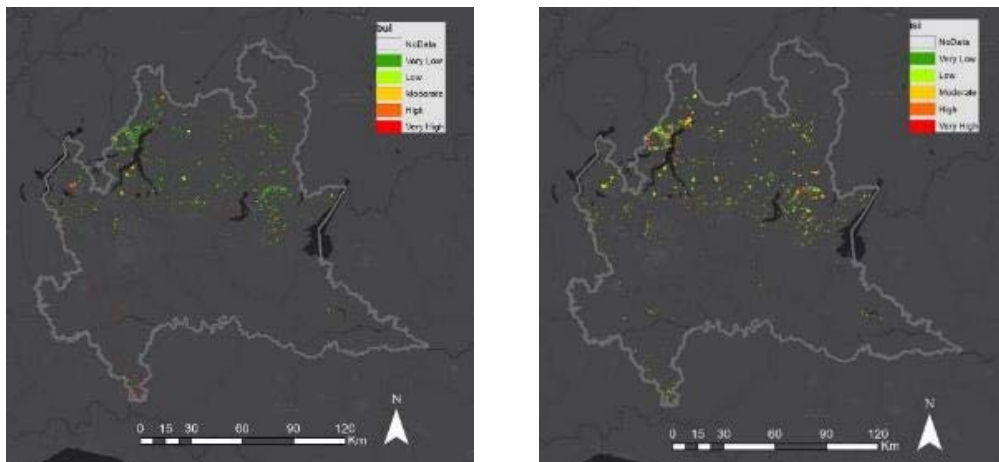 NoData
Very Low
Low
Moderate
High
Very High
N
0 15 30 60 90 120
Km
NoData
Very Low
Low
Moderate
High
Very High
N
0 15 30 60 90 120
Km